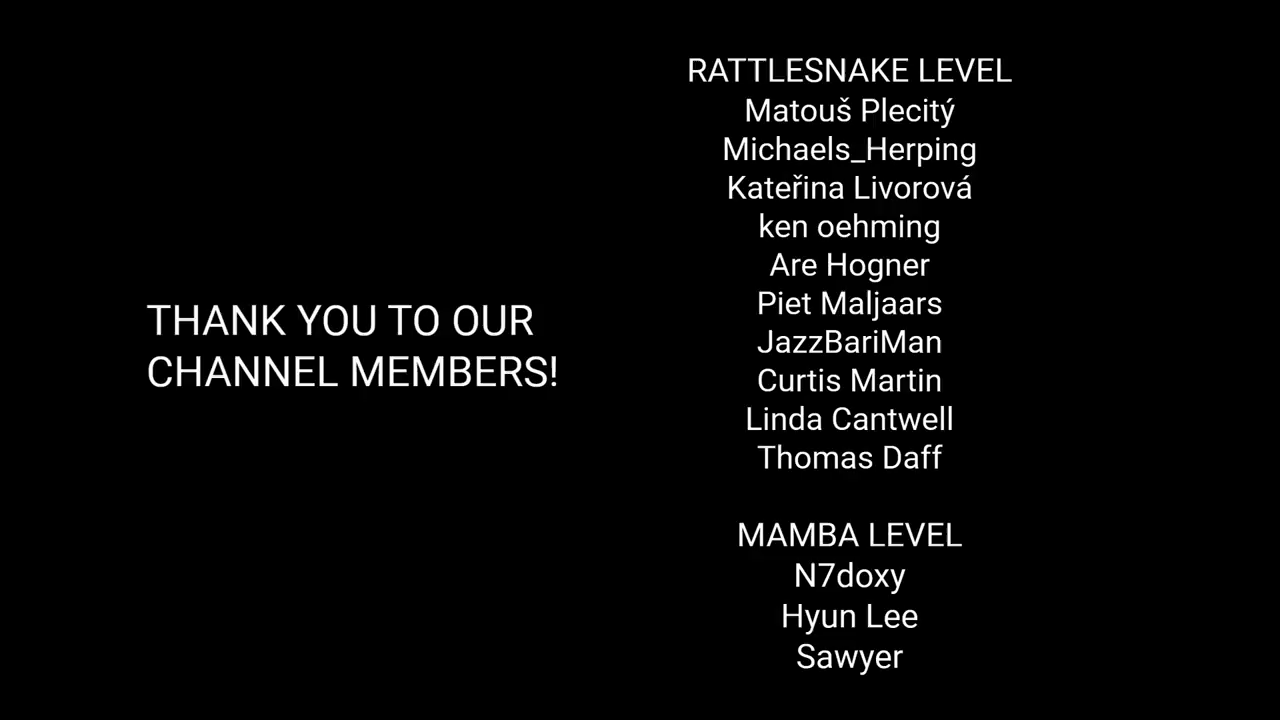 THANK YOU TO OUR
CHANNEL MEMBERS!
RATTLESNAKE LEVEL
Matouš Plecitý
Michaels_Herping
Kateřina Livorová
ken oehming
Are Hogner
Piet Maljaars
JazzBariMan
Curtis Martin
Linda Cantwell
Thomas Daff
MAMBA LEVEL
N7doxy
Hyun Lee
Sawyer